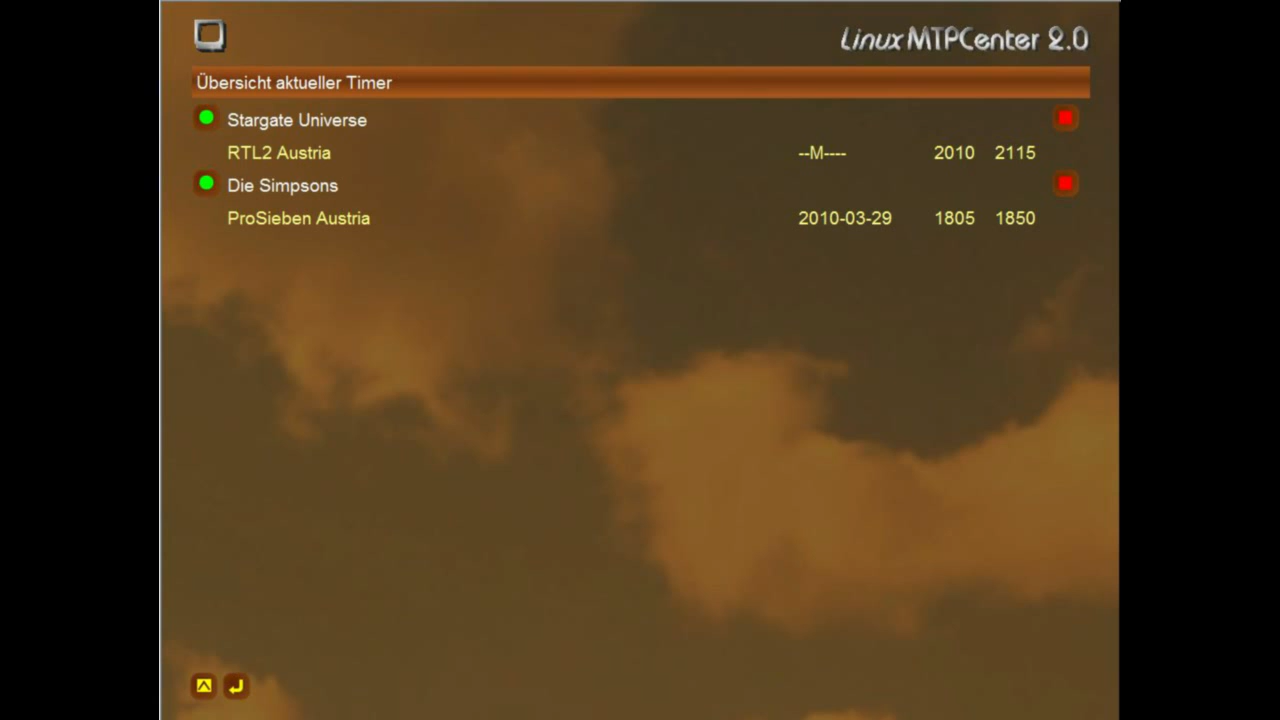 Linux MTPCenter 2.0
Übersicht aktueller Timer
Stargate Universe
RTL2 Austria --M---- 2010 2115
Die Simpsons
ProSieben Austria 2010-03-29 1805 1850